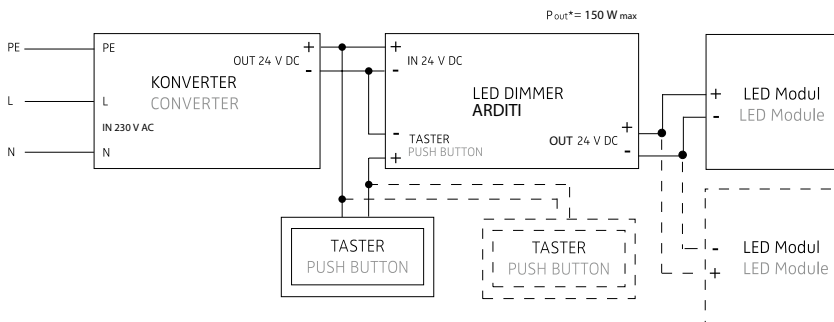 Pout*= 150 W max
PE
PE
+
OUT 24 V DC
-
KONVERTER
CONVERTER
L
L
IN 230 V AC
N
N
+
IN 24 V DC
-
LED DIMMER
ARDITI
-
TASTER
PUSH BUTTON
+
+
OUT 24 V DC
-
+
LED Modul
-
LED Module
TASTER
PUSH BUTTON
TASTER
PUSH BUTTON
-
LED Modul
+
LED Module